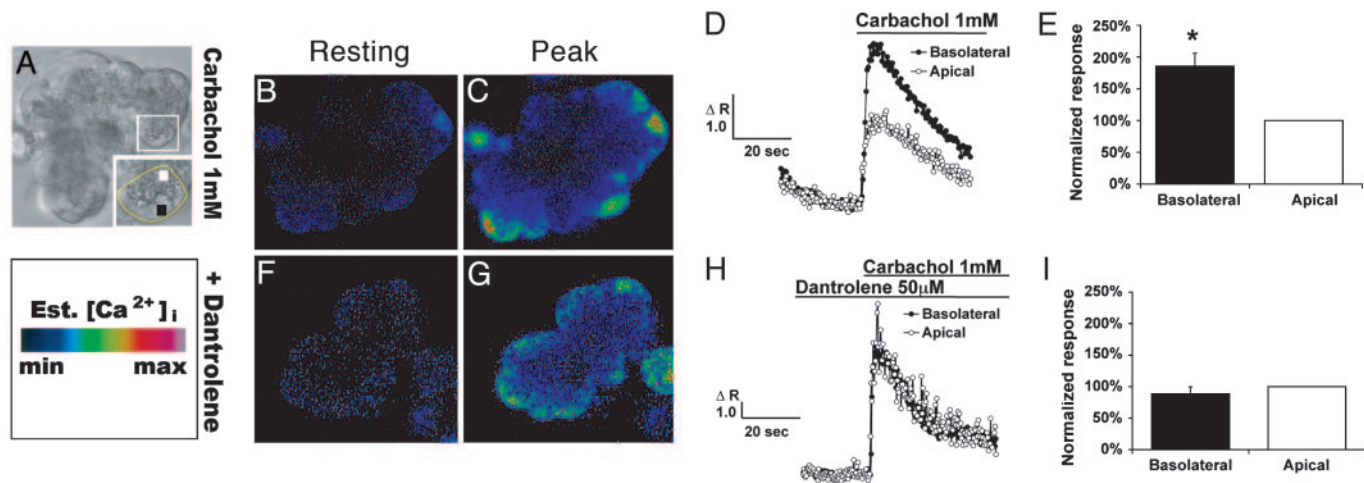 Resting
Peak
A
Carbachol 1mM
B
C
D
Carbachol 1mM
Basolateral
Apical
Δ R
1.0
20 sec
E
Normalized response
250%
200%
150%
100%
50%
0%
*
Basolateral
Apical
Est. [Ca²⁺]ᵢ
min
max
+ Dantrolene
F
G
H
Carbachol 1mM
Dantrolene 50μM
Basolateral
Apical
Δ R
1.0
20 sec
I
Normalized response
250%
200%
150%
100%
50%
0%
Basolateral
Apical